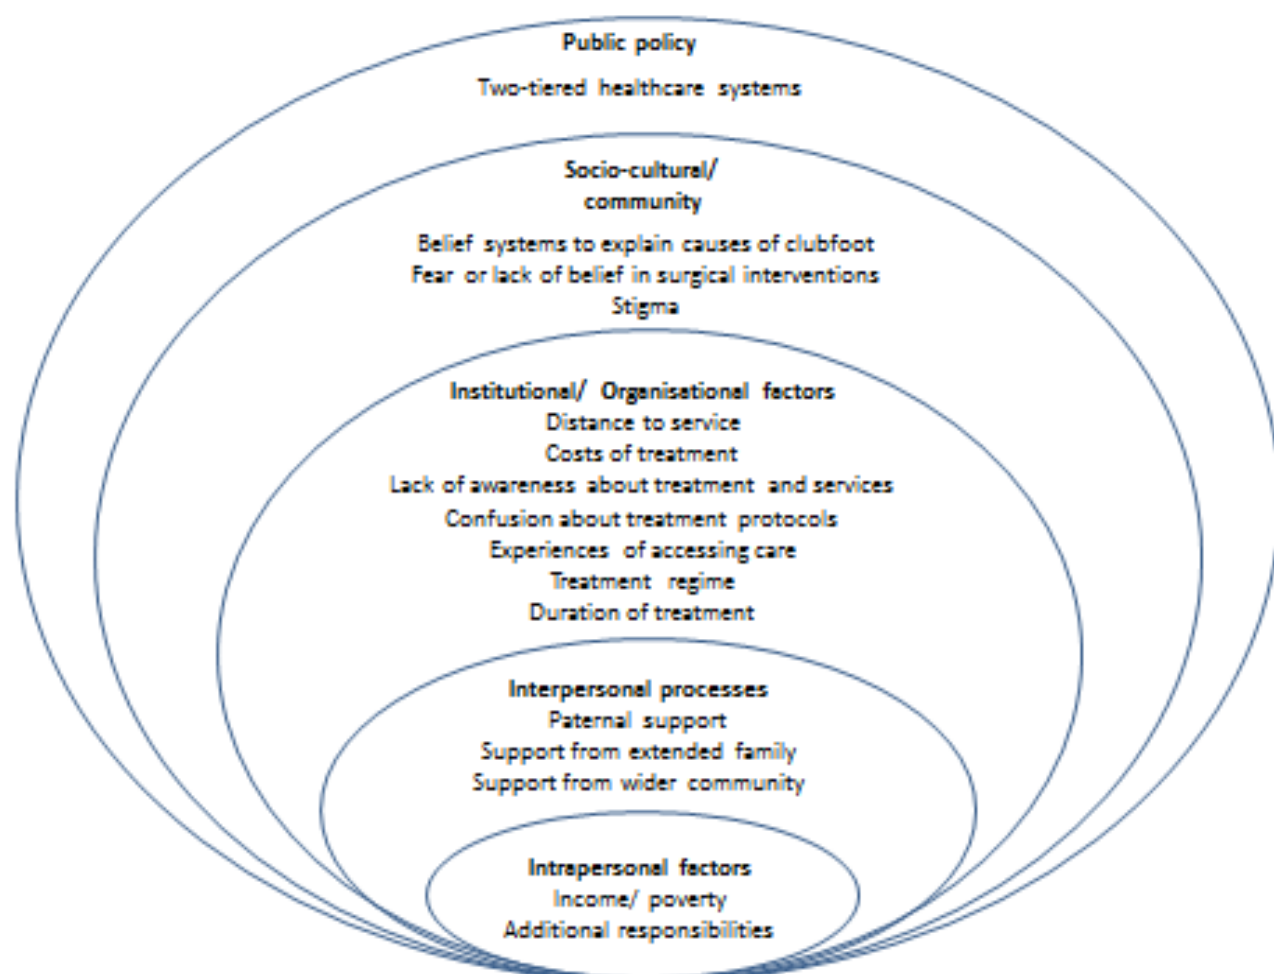 Public policy
Two-tiered healthcare systems
Socio-cultural/
community
Belief systems to explain causes of clubfoot
Fear or lack of belief in surgical interventions
Stigma
Institutional/ Organisational factors
Distance to service
Costs of treatment
Lack of awareness about treatment and services
Confusion about treatment protocols
Experiences of accessing care
Treatment regime
Duration of treatment
Interpersonal processes
Paternal support
Support from extended family
Support from wider community
Intrapersonal factors
Income/ poverty
Additional responsibilities